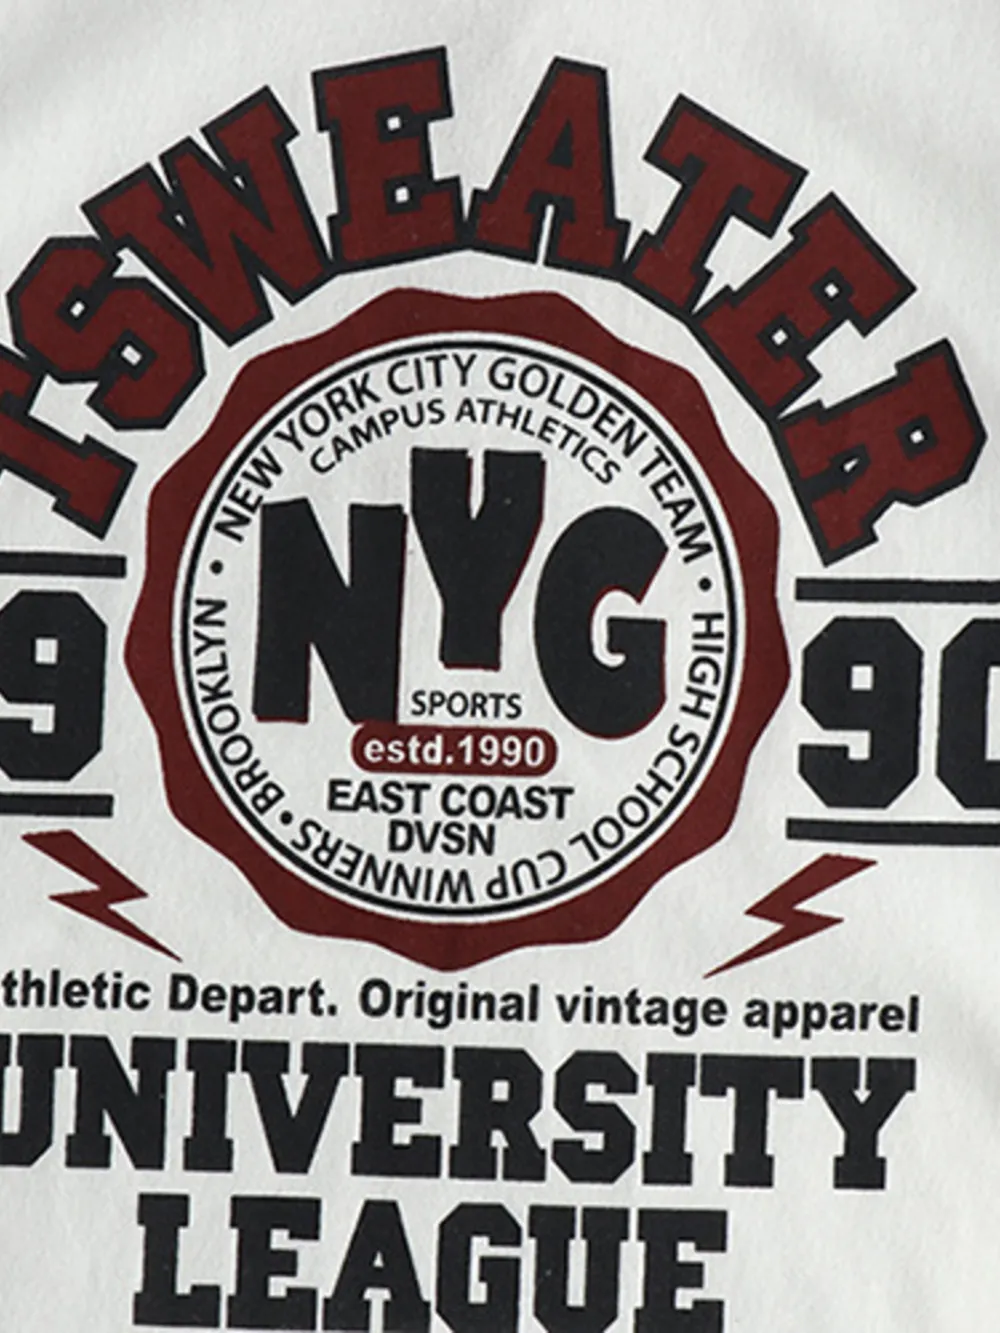 TSWEATER
NEW YORK CITY GOLDEN TEAM • HIGH SCHOOL CUP WINNERS • BROOKLYN •
CAMPUS ATHLETICS
NYG
9
90
SPORTS
estd.1990
EAST COAST
DVSN
thletic Depart. Original vintage apparel
UNIVERSITY
LEAGUE